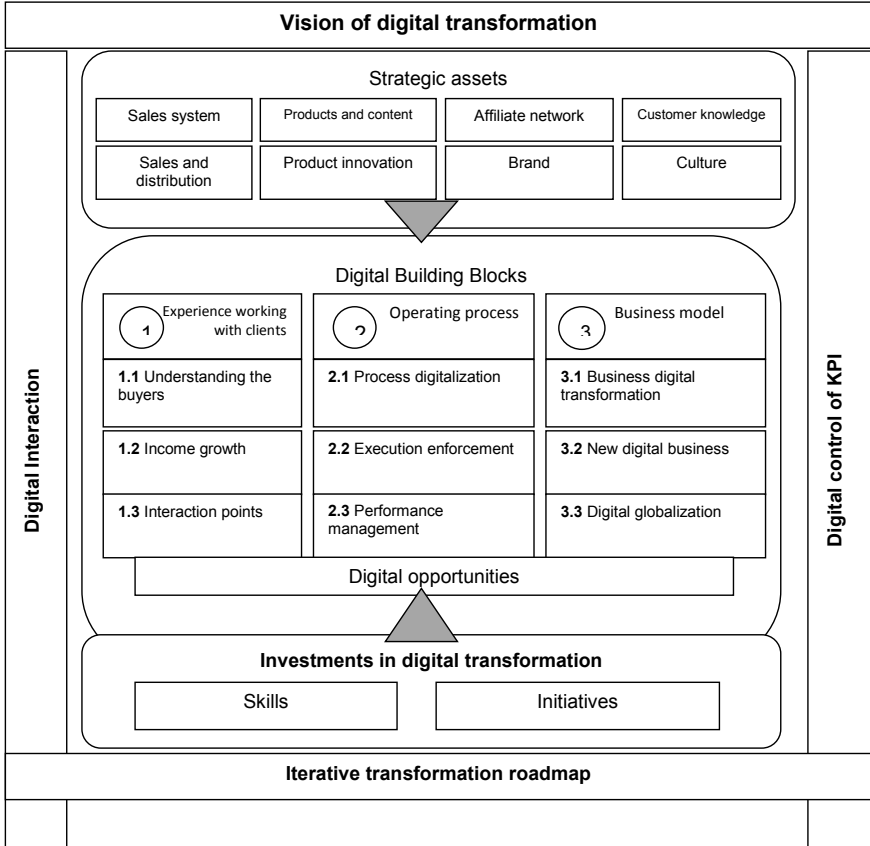 Vision of digital transformation
Strategic assets
Sales system
Products and content
Affiliate network
Customer knowledge
Sales and
distribution
Product innovation
Brand
Culture
Digital Building Blocks
1
Experience working
with clients
2
Operating process
3
Business model
1.1 Understanding the
buyers
2.1 Process digitalization
3.1 Business digital
transformation
1.2 Income growth
2.2 Execution enforcement
3.2 New digital business
1.3 Interaction points
2.3 Performance
management
3.3 Digital globalization
Digital opportunities
Investments in digital transformation
Skills
Initiatives
Digital Interaction
Digital control of KPI
Iterative transformation roadmap